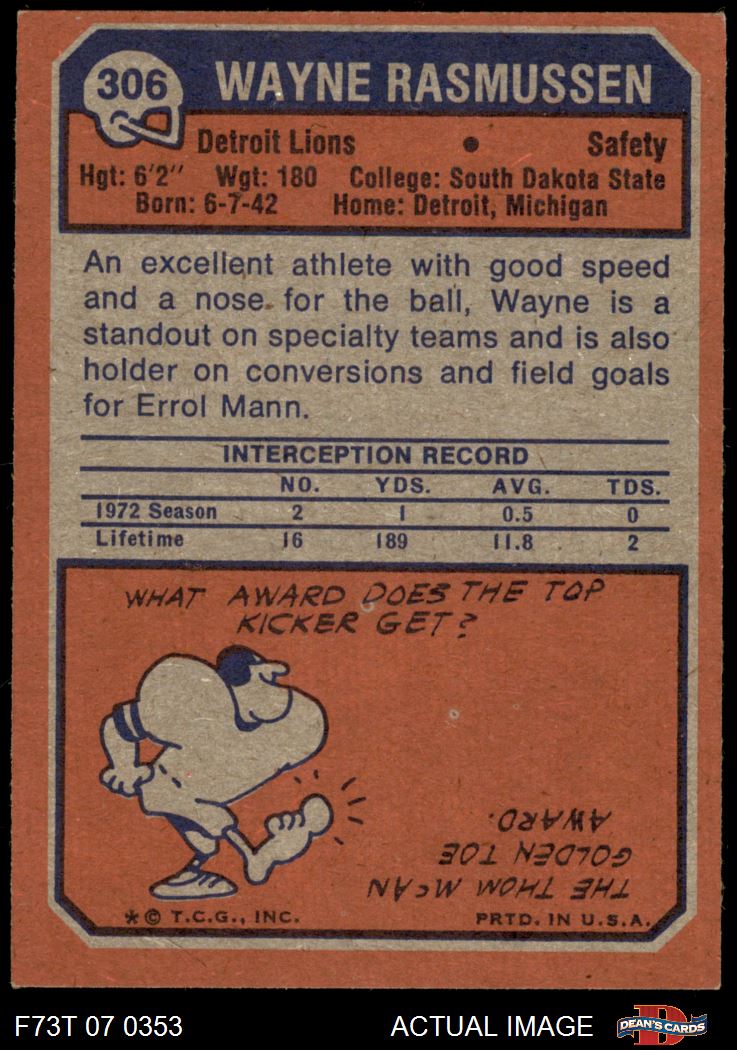 306 WAYNE RASMUSSEN
Detroit Lions • Safety
Hgt: 6'2" Wgt: 180 College: South Dakota State
Born: 6-7-42 Home: Detroit, Michigan
An excellent athlete with good speed
and a nose for the ball, Wayne is a
standout on specialty teams and is also
holder on conversions and field goals
for Errol Mann.
INTERCEPTION RECORD
NO. YDS. AVG. TDS.
1972 Season 2 1 0.5 0
Lifetime 16 189 11.8 2
WHAT AWARD DOES THE TOP
KICKER GET?
THE THOM McAN
GOLDEN TOE
AWARD.
* © T.C.G., INC. PRTD. IN U.S.A.
F73T 07 0353 ACTUAL IMAGE D DEAN'S CARDS